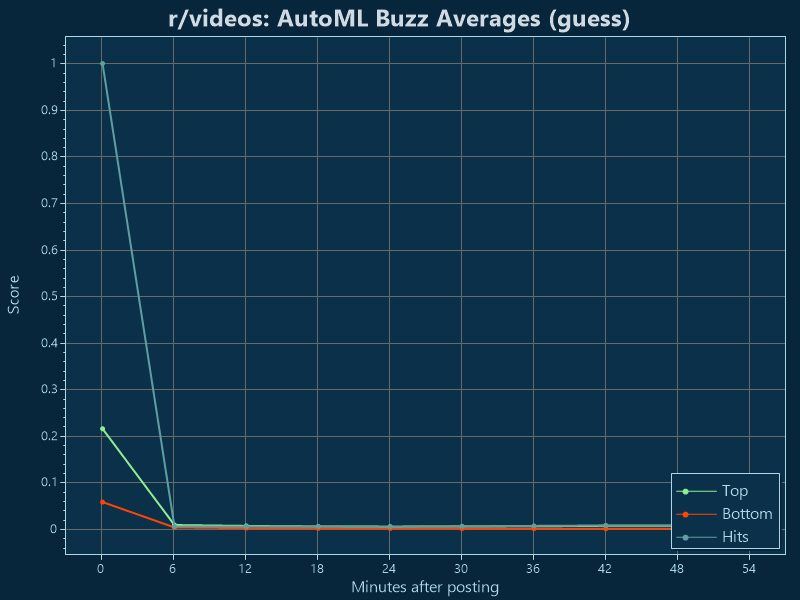 r/videos: AutoML Buzz Averages (guess)
Score
1
0.9
0.8
0.7
0.6
0.5
0.4
0.3
0.2
0.1
0
Top
Bottom
Hits
0 6 12 18 24 30 36 42 48 54
Minutes after posting